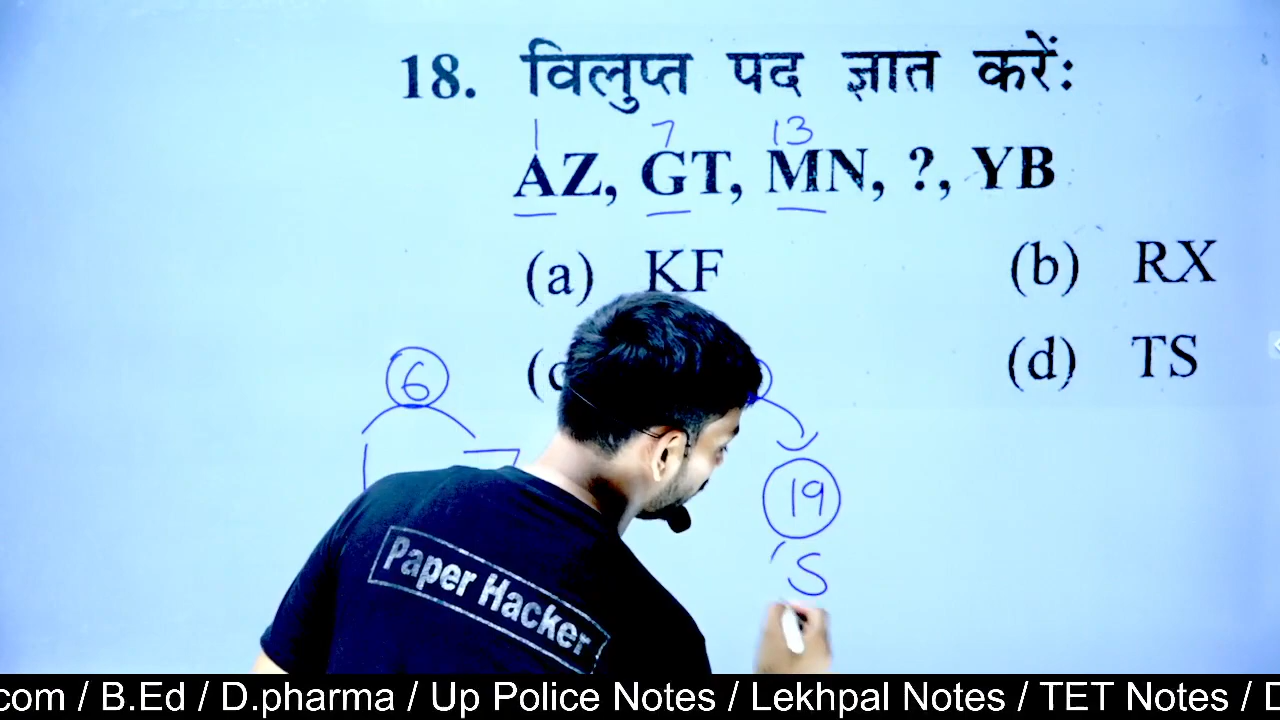 18. विलुप्त पद ज्ञात करें:
1 7 13
AZ, GT, MN, ?, YB
(a) KF (b) RX
(d) TS
6
7
19
'S'
Paper Hacker
.com / B.Ed / D.pharma / Up Police Notes / Lekhpal Notes / TET Notes / D